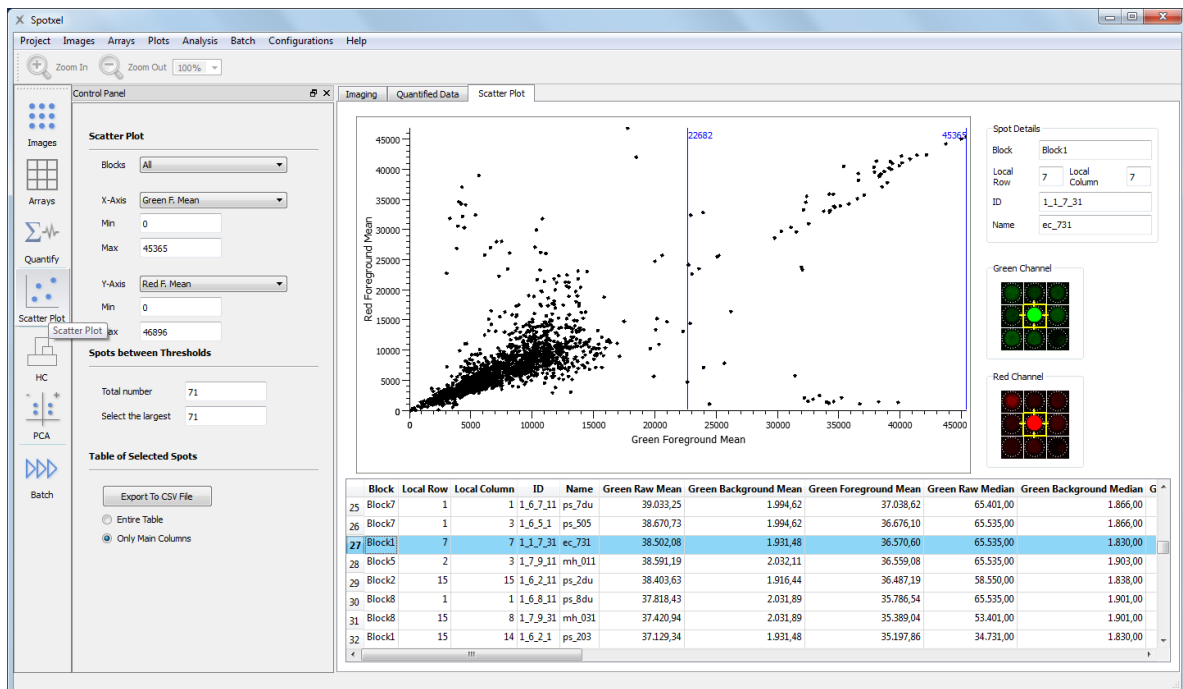 Spotxel
Project Images Arrays Plots Analysis Batch Configurations Help
Zoom In Zoom Out 100%
Images
Arrays
Quantify
Scatter Plot
Scatter Plot
HC
PCA
Batch
Control Panel
Scatter Plot
Blocks All
X-Axis Green F. Mean
Min 0
Max 45365
Y-Axis Red F. Mean
Min 0
46896
Spots between Thresholds
Total number 71
Select the largest 71
Table of Selected Spots
Export To CSV File
Entire Table
Only Main Columns
Imaging Quantified Data Scatter Plot
22682 45365
45000
40000
35000
30000
25000
20000
15000
10000
5000
0
Red Foreground Mean
0 5000 10000 15000 20000 25000 30000 35000 40000 45000
Green Foreground Mean
Spot Details
Block Block1
Local Row 7 Local Column 7
ID 1_1_7_31
Name ec_731
Green Channel
Red Channel
Block Local Row Local Column ID Name Green Raw Mean Green Background Mean Green Foreground Mean Green Raw Median Green Background Median G
25 Block7 1 1 1_6_7_11 ps_7du 39.033,25 1.994,62 37.038,62 65.401,00 1.866,00
26 Block7 1 3 1_6_5_1 ps_505 38.670,73 1.994,62 36.676,10 65.535,00 1.866,00
27 Block1 7 7 1_1_7_31 ec_731 38.502,08 1.931,48 36.570,60 65.535,00 1.830,00
28 Block5 2 3 1_7_9_11 mh_011 38.591,19 2.032,11 36.559,08 65.535,00 1.903,00
29 Block2 15 15 1_6_2_11 ps_2du 38.403,63 1.916,44 36.487,19 58.550,00 1.838,00
30 Block8 1 1 1_6_8_11 ps_8du 37.818,43 2.031,89 35.786,54 65.535,00 1.901,00
31 Block8 15 8 1_7_9_31 mh_031 37.420,94 2.031,89 35.389,04 53.401,00 1.901,00
32 Block1 15 14 1_6_2_1 ps_203 37.129,34 1.931,48 35.197,86 34.731,00 1.830,00